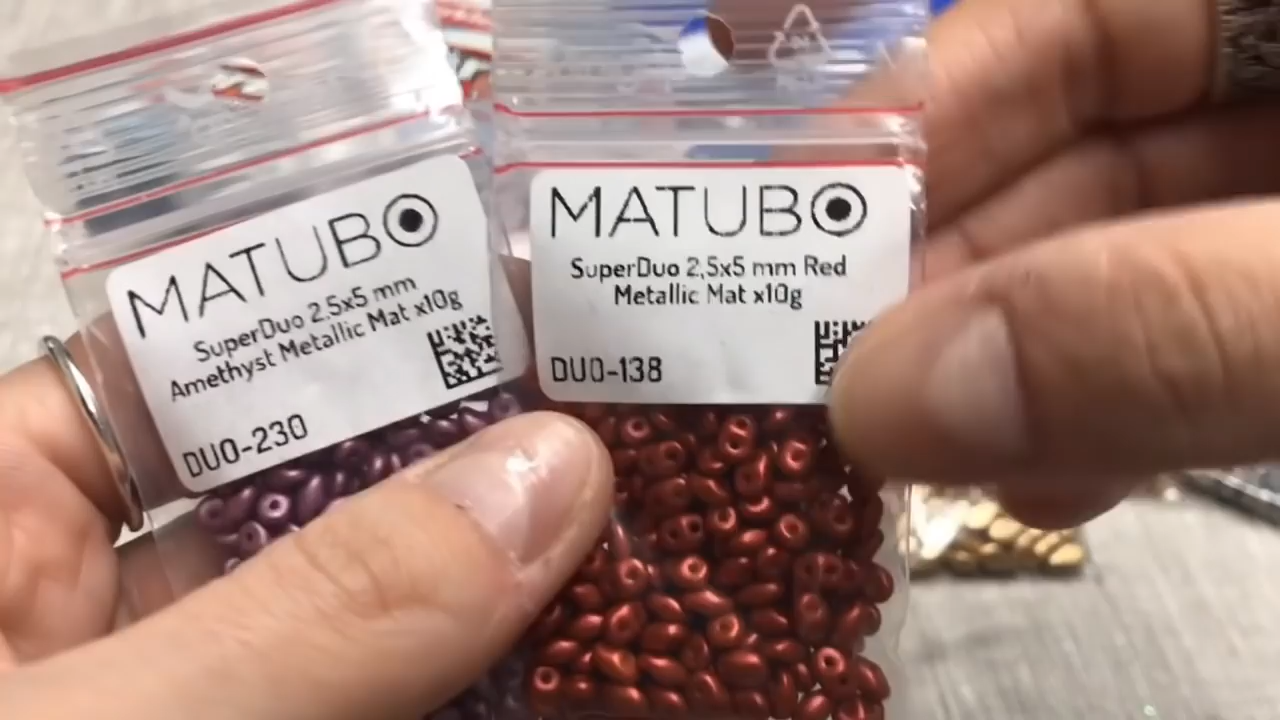 MATUBO
SuperDuo 2.5x5 mm
Amethyst Metallic Mat x10g
DUO-230
MATUBO
SuperDuo 2,5x5 mm Red
Metallic Mat x10g
DUO-138